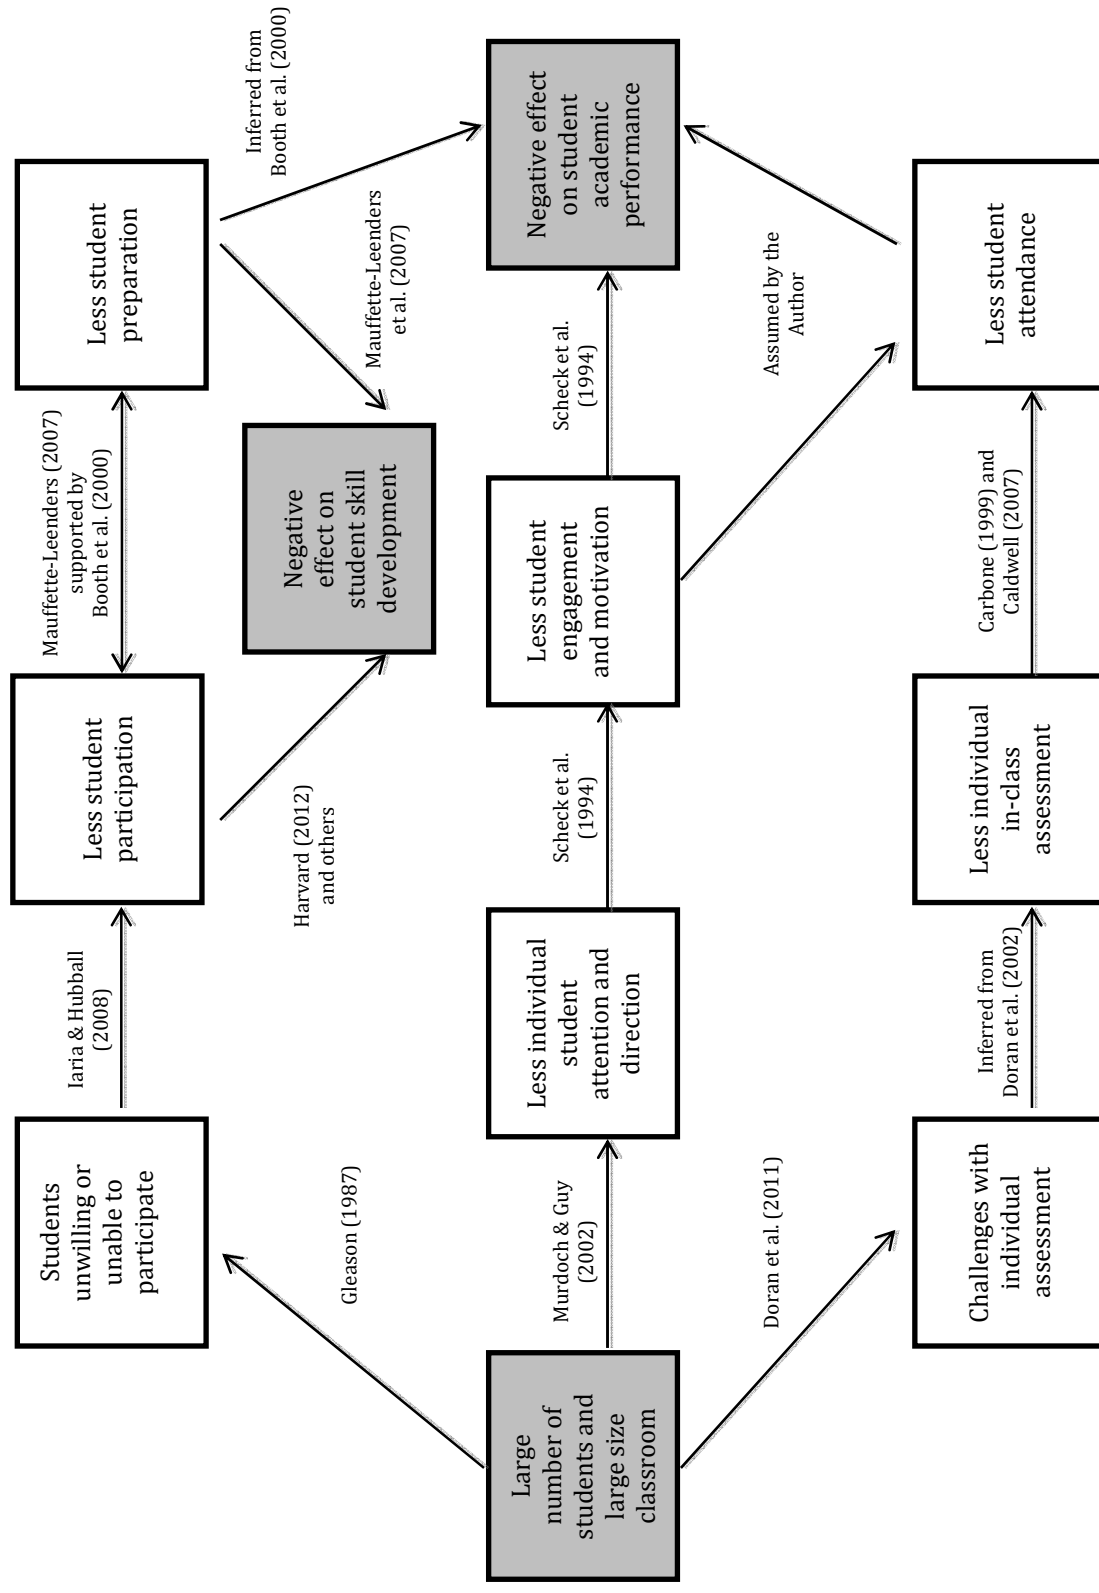 Students
unwilling or
unable to
participate
Iaria & Hubball
(2008)
Less student
participation
Mauffette-Leenders (2007)
supported by
Booth et al. (2000)
Less student
preparation
Inferred from
Booth et al. (2000)
Gleason (1987)
Harvard (2012)
and others
Negative
effect on
student skill
development
Mauffette-Leenders
et al. (2007)
Large
number of
students and
large size
classroom
Murdoch & Guy
(2002)
Less individual
student
attention and
direction
Scheck et al.
(1994)
Less student
engagement
and motivation
Scheck et al.
(1994)
Negative effect
on student
academic
performance
Doran et al. (2011)
Assumed by the
Author
Challenges with
individual
assessment
Inferred from
Doran et al. (2002)
Less individual
in-class
assessment
Carbone (1999) and
Caldwell (2007)
Less student
attendance